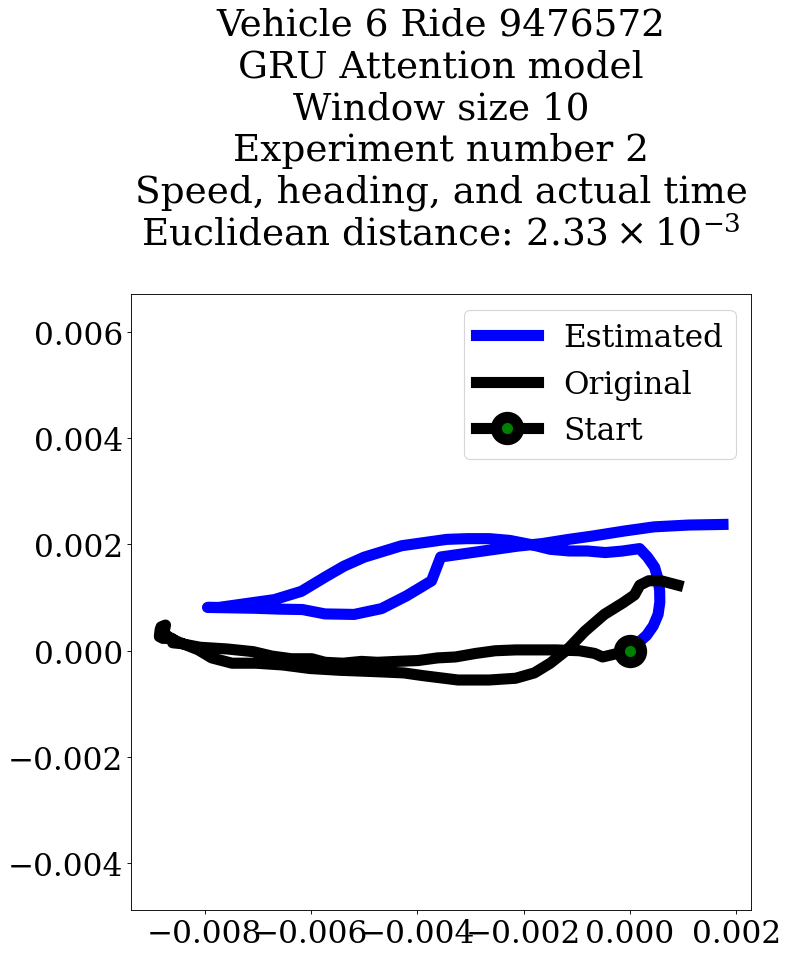 Vehicle 6 Ride 9476572
GRU Attention model
Window size 10
Experiment number 2
Speed, heading, and actual time
Euclidean distance: 2.33 × 10⁻³
Estimated
Original
Start
0.006
0.004
0.002
0.000
−0.002
−0.004
−0.008 −0.006 −0.004 −0.002 0.000 0.002